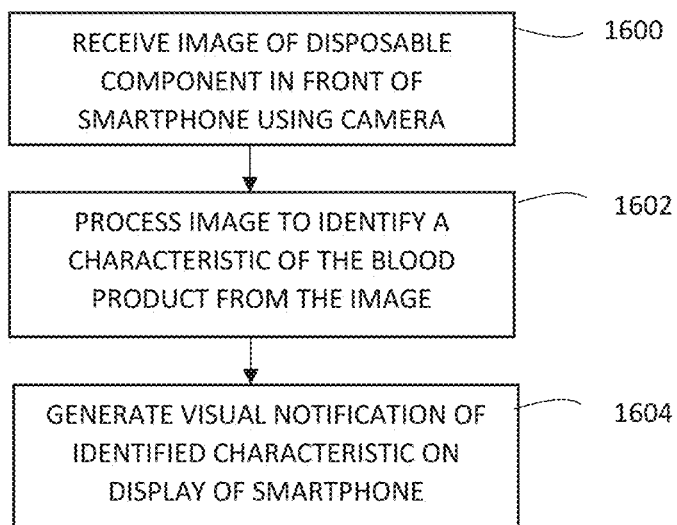 RECEIVE IMAGE OF DISPOSABLE
COMPONENT IN FRONT OF
SMARTPHONE USING CAMERA
1600
PROCESS IMAGE TO IDENTIFY A
CHARACTERISTIC OF THE BLOOD
PRODUCT FROM THE IMAGE
1602
GENERATE VISUAL NOTIFICATION OF
IDENTIFIED CHARACTERISTIC ON
DISPLAY OF SMARTPHONE
1604